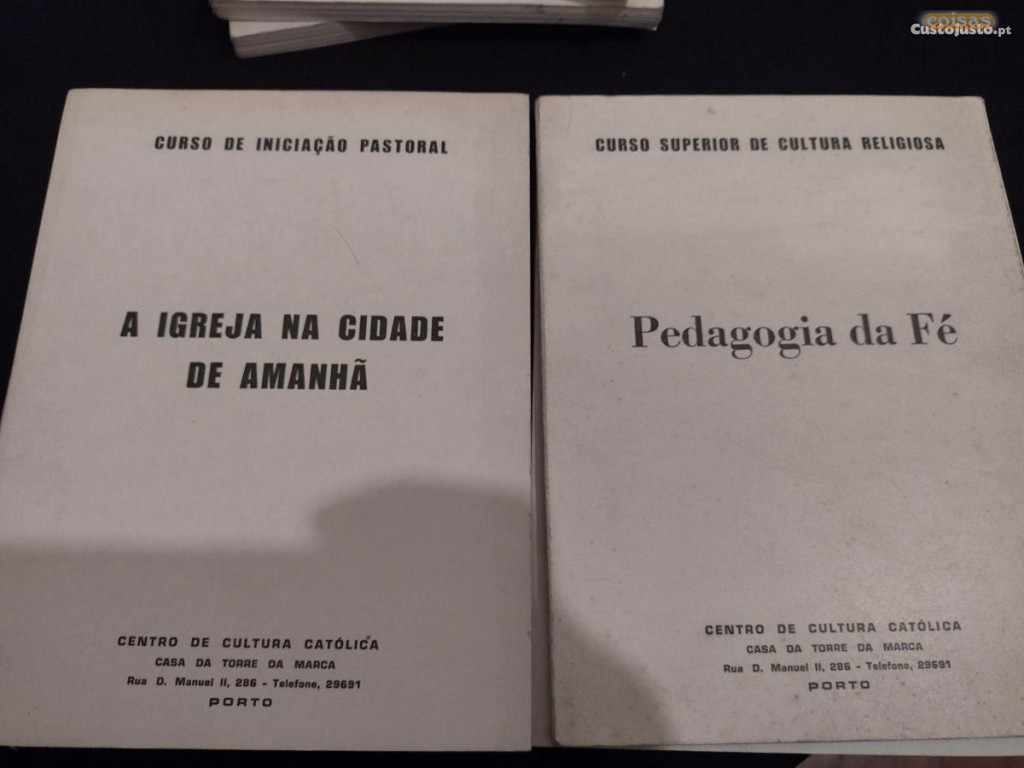 coisas
Custojusto.pt
CURSO DE INICIAÇÃO PASTORAL
A IGREJA NA CIDADE
DE AMANHÃ
CENTRO DE CULTURA CATÓLICA
CASA DA TORRE DA MARCA
Rua D. Manuel II, 286 - Telefone, 29691
PORTO
CURSO SUPERIOR DE CULTURA RELIGIOSA
Pedagogia da Fé
CENTRO DE CULTURA CATÓLICA
CASA DA TORRE DA MARCA
Rua D. Manuel II, 286 - Telefone, 29691
PORTO